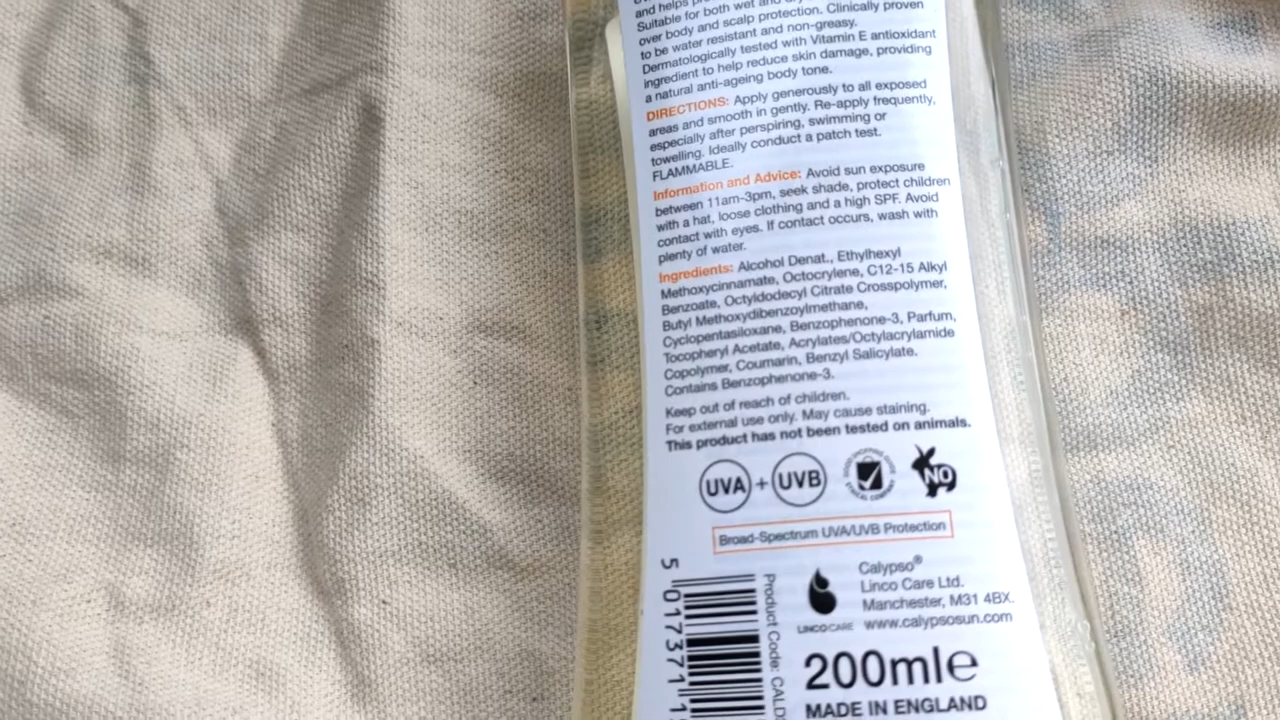 and helps
Suitable for both wet and
over body and scalp protection. Clinically proven
to be water resistant and non-greasy.
Dermatologically tested with Vitamin E antioxidant
ingredient to help reduce skin damage, providing
a natural anti-ageing body tone.
DIRECTIONS: Apply generously to all exposed
areas and smooth in gently. Re-apply frequently,
especially after perspiring, swimming or
towelling. Ideally conduct a patch test.
FLAMMABLE.
Information and Advice: Avoid sun exposure
between 11am-3pm, seek shade, protect children
with a hat, loose clothing and a high SPF. Avoid
contact with eyes. If contact occurs, wash with
plenty of water.
Ingredients: Alcohol Denat., Ethylhexyl
Methoxycinnamate, Octocrylene, C12-15 Alkyl
Benzoate, Octyldodecyl Citrate Crosspolymer,
Butyl Methoxydibenzoylmethane,
Cyclopentasiloxane, Benzophenone-3, Parfum,
Tocopheryl Acetate, Acrylates/Octylacrylamide
Copolymer, Coumarin, Benzyl Salicylate.
Contains Benzophenone-3.
Keep out of reach of children.
For external use only. May cause staining.
This product has not been tested on animals.
UVA + UVB
NO
Broad-Spectrum UVA/UVB Protection
Calypso®
Linco Care Ltd.
Manchester, M31 4BX.
LINCOCARE www.calypsosun.com
200mle
MADE IN ENGLAND
Product Code: CALD
5 017371 1